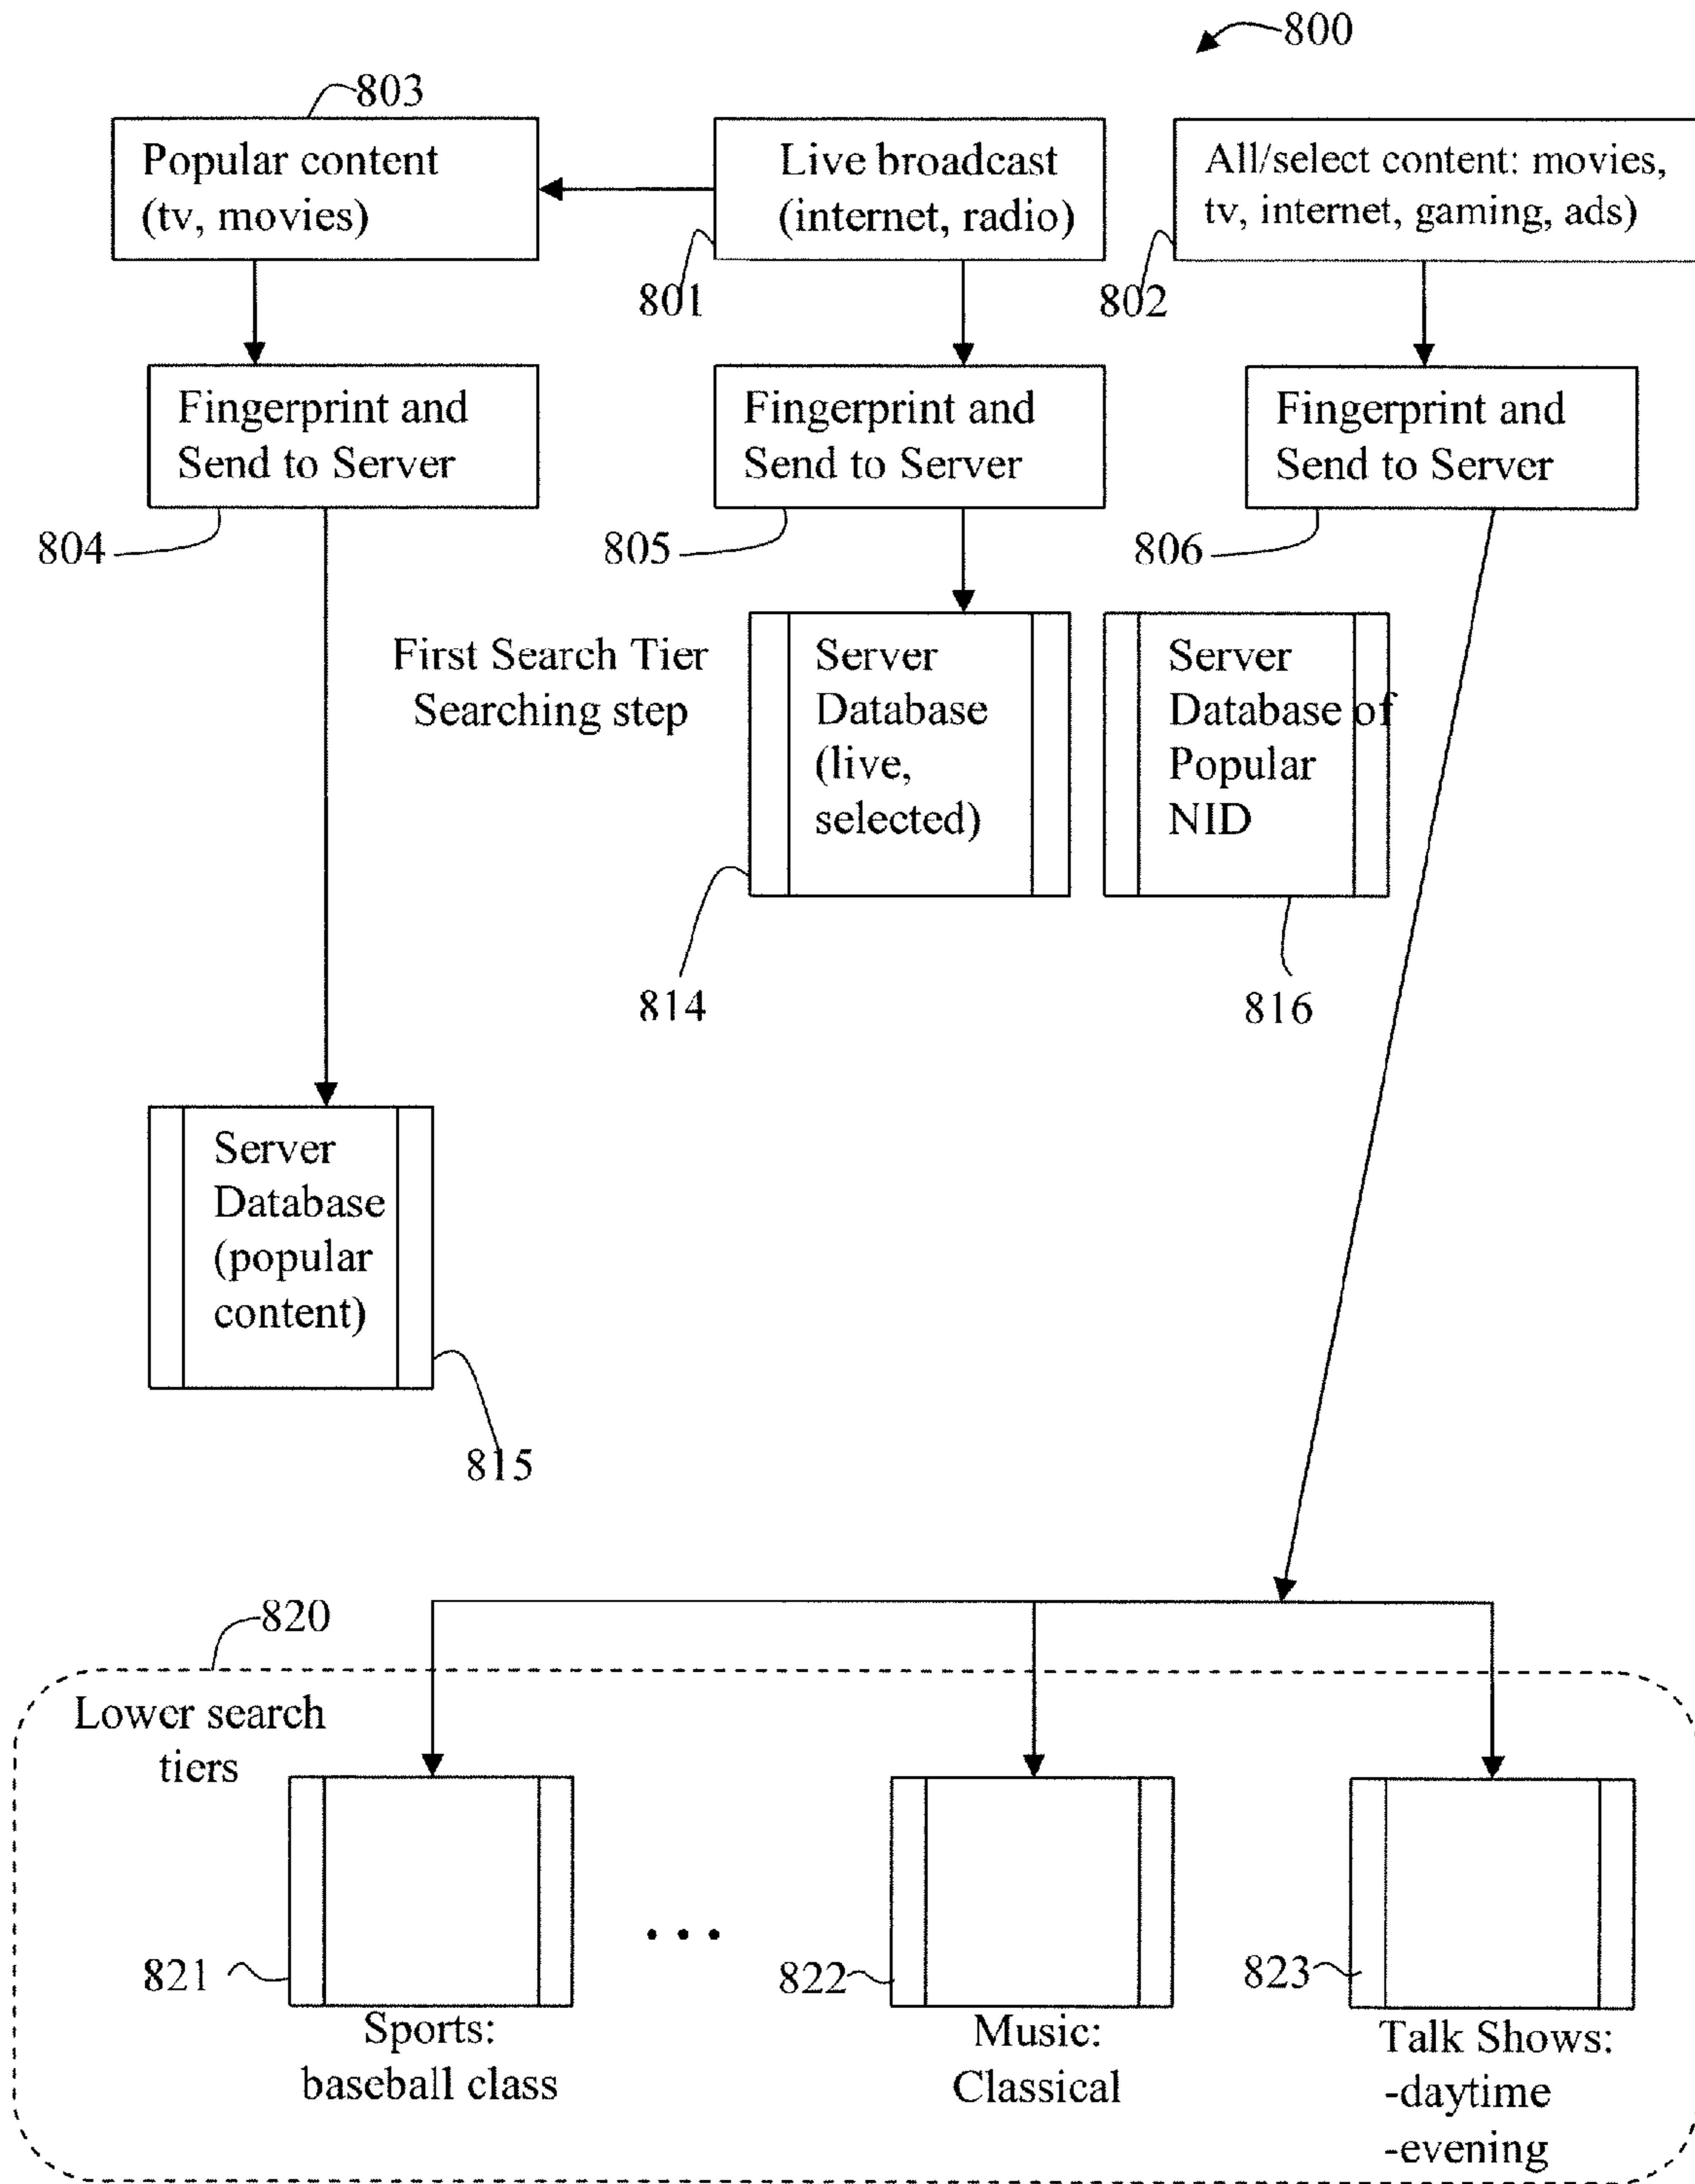 800
803
Popular content
(tv, movies)
Live broadcast
(internet, radio)
All/select content: movies,
tv, internet, gaming, ads)
801
802
Fingerprint and
Send to Server
Fingerprint and
Send to Server
Fingerprint and
Send to Server
804
805
806
First Search Tier
Searching step
Server
Database
(live,
selected)
Server
Database of
Popular
NID
814
816
Server
Database
(popular
content)
815
820
Lower search
tiers
...
821
822
823
Sports:
baseball class
Music:
Classical
Talk Shows:
-daytime
-evening